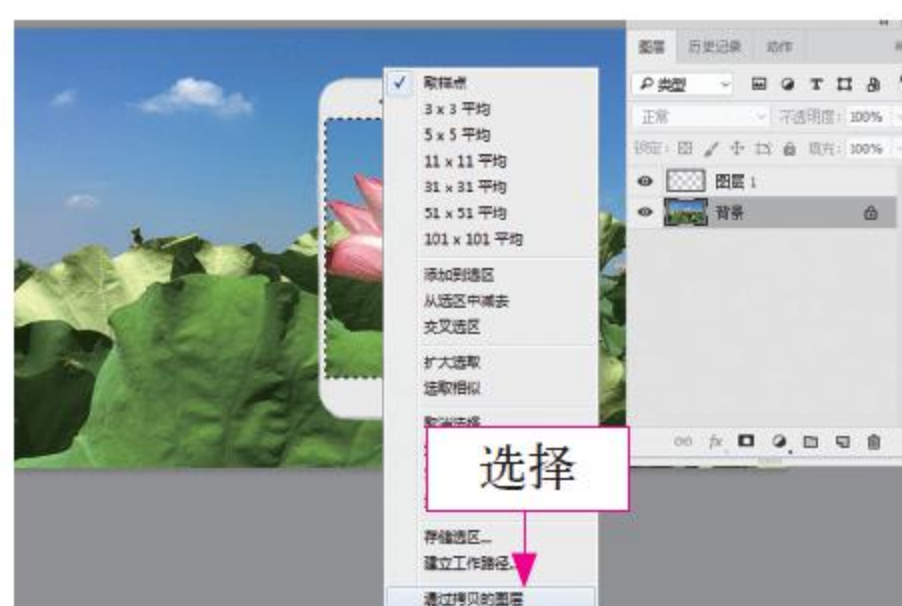 图层 历史记录 动作
类型
正常 不透明度: 100%
锁定: 填充: 100%
图层 1
背景
取样点
3 x 3 平均
5 x 5 平均
11 x 11 平均
31 x 31 平均
51 x 51 平均
101 x 101 平均
添加到选区
从选区中减去
交叉选区
扩大选取
选取相似
取消选择
选择
存储选区...
建立工作路径...
通过拷贝的图层